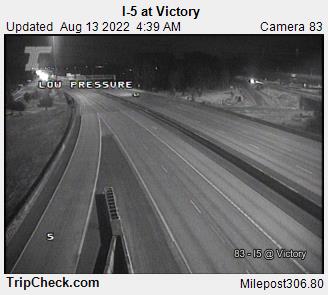 I-5 at Victory
Updated Aug 13 2022 4:39 AM Camera 83
LOW PRESSURE
S
83 - I5 @ Victory
TripCheck.com Milepost306.80